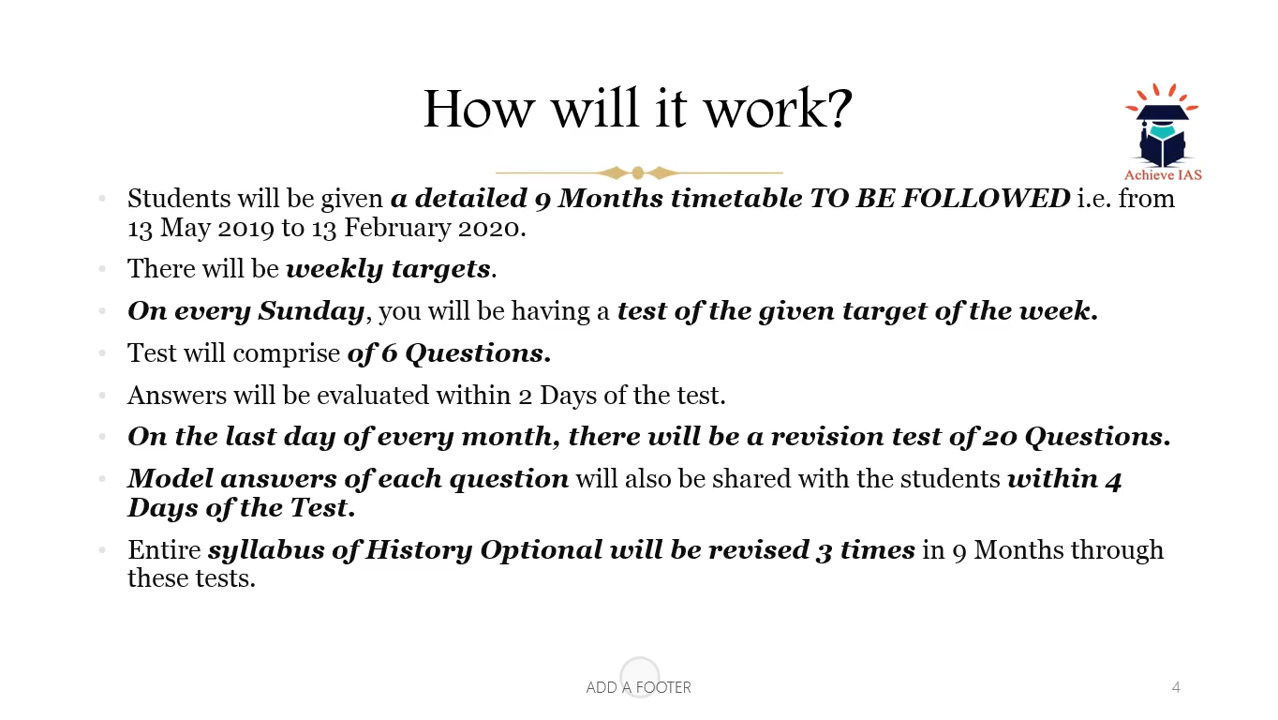 How will it work?
Achieve IAS
Students will be given a detailed 9 Months timetable TO BE FOLLOWED i.e. from
13 May 2019 to 13 February 2020.
There will be weekly targets.
On every Sunday, you will be having a test of the given target of the week.
Test will comprise of 6 Questions.
Answers will be evaluated within 2 Days of the test.
On the last day of every month, there will be a revision test of 20 Questions.
Model answers of each question will also be shared with the students within 4
Days of the Test.
Entire syllabus of History Optional will be revised 3 times in 9 Months through
these tests.
ADD A FOOTER
4